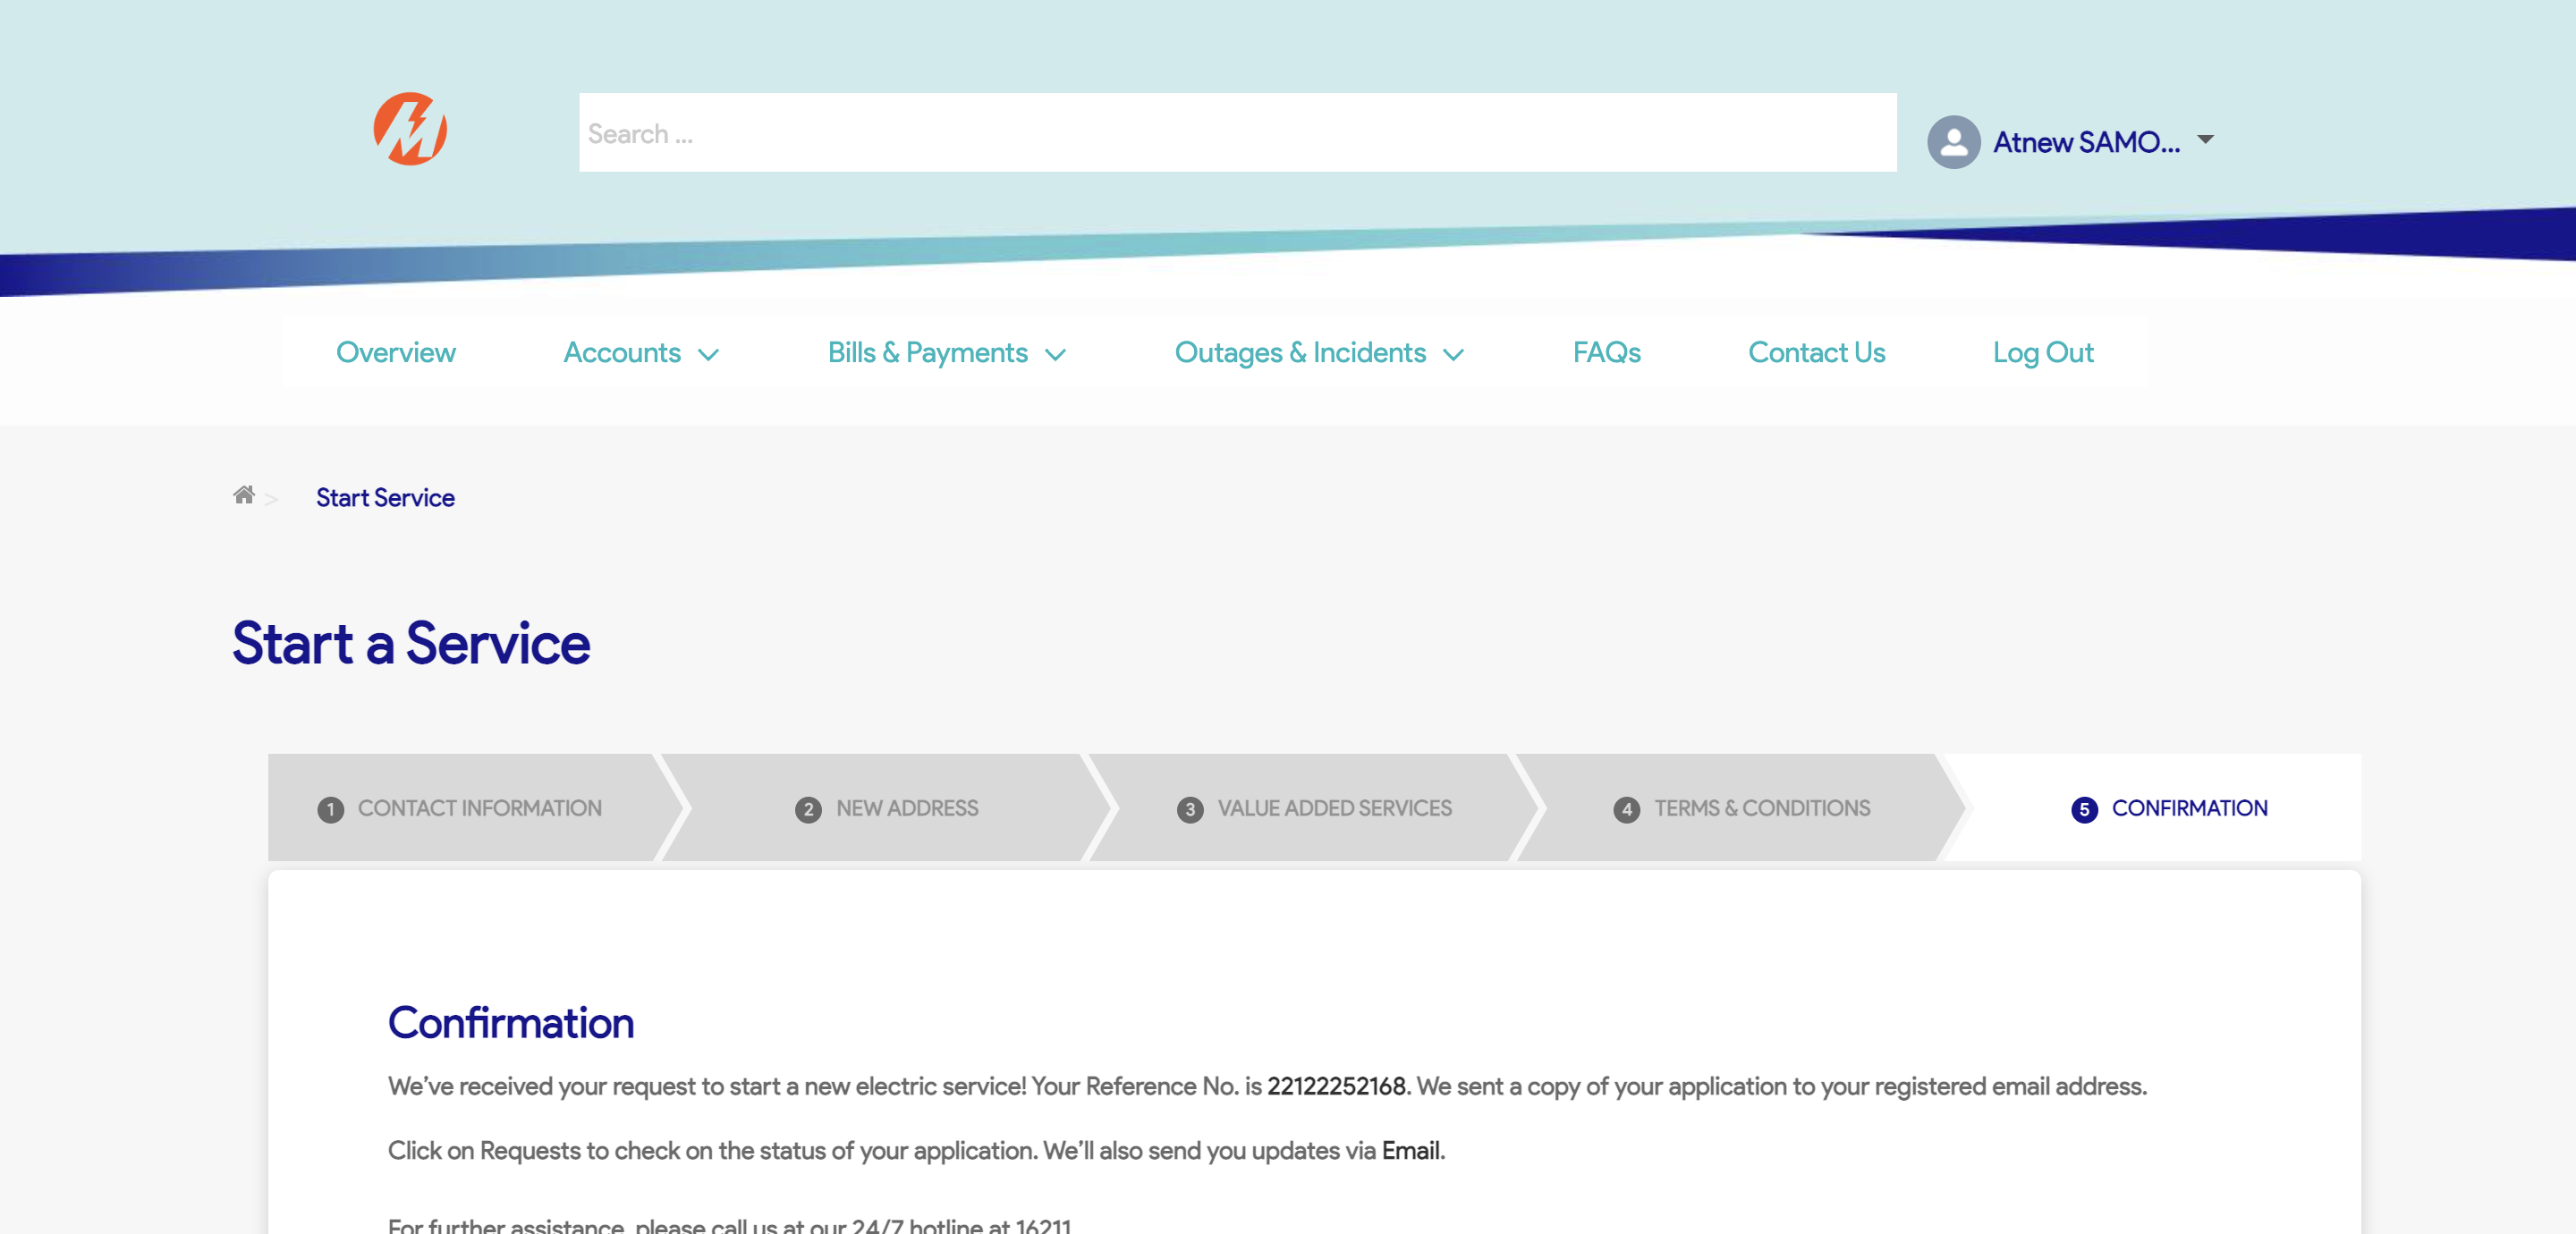 Search ...
Atnew SAMO...
Overview
Accounts
Bills & Payments
Outages & Incidents
FAQs
Contact Us
Log Out
> Start Service
Start a Service
1 CONTACT INFORMATION
2 NEW ADDRESS
3 VALUE ADDED SERVICES
4 TERMS & CONDITIONS
5 CONFIRMATION
Confirmation
We've received your request to start a new electric service! Your Reference No. is 22122252168. We sent a copy of your application to your registered email address.
Click on Requests to check on the status of your application. We'll also send you updates via Email.
For further assistance, please call us at our 24/7 hotline at 16211